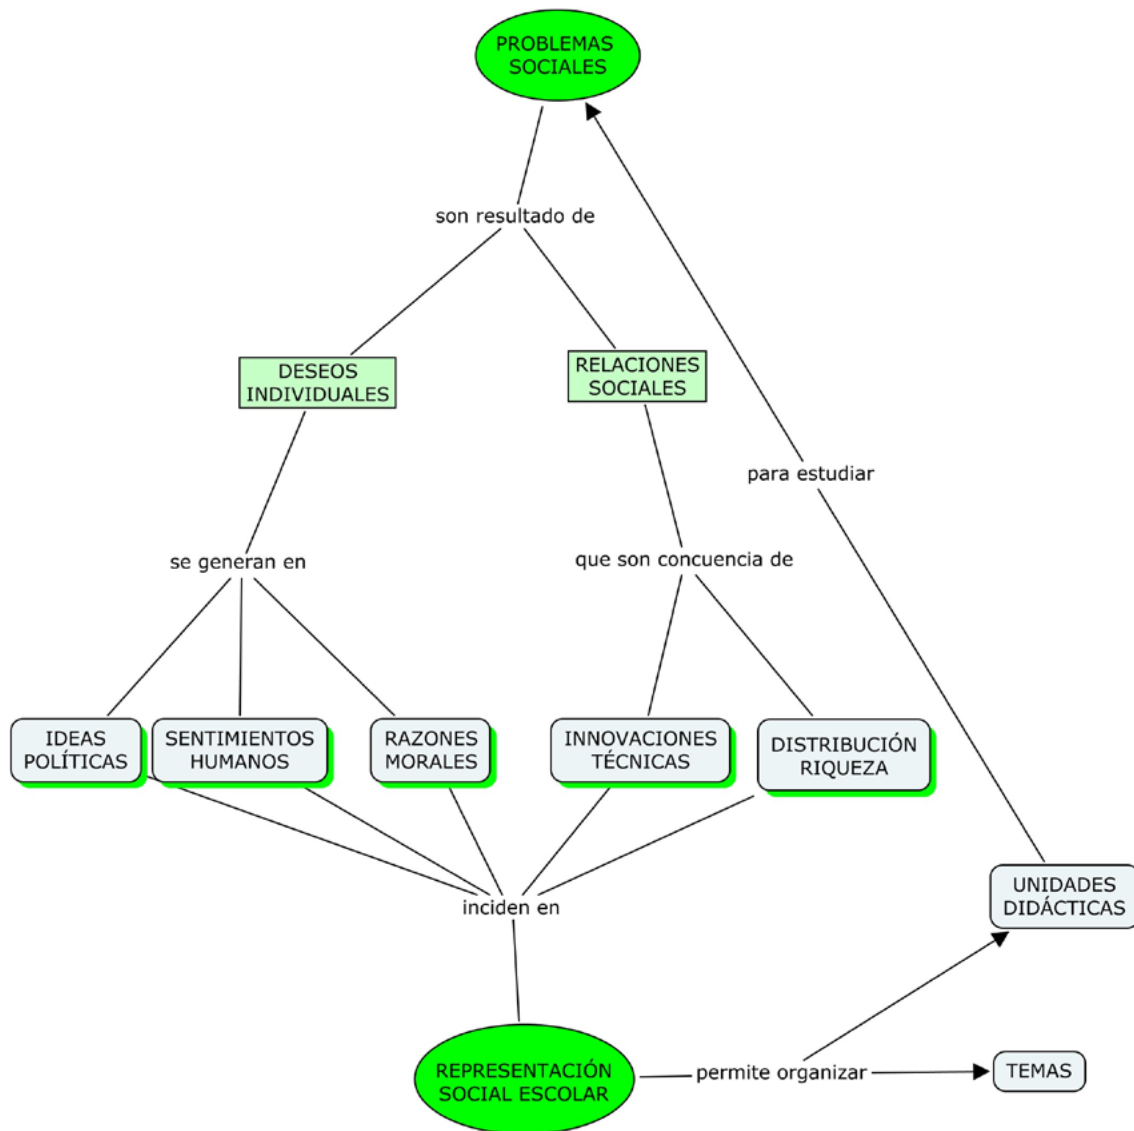 PROBLEMAS
SOCIALES
son resultado de
DESEOS
INDIVIDUALES
RELACIONES
SOCIALES
para estudiar
se generan en
que son concuencia de
IDEAS
POLÍTICAS
SENTIMIENTOS
HUMANOS
RAZONES
MORALES
INNOVACIONES
TÉCNICAS
DISTRIBUCIÓN
RIQUEZA
UNIDADES
DIDÁCTICAS
inciden en
REPRESENTACIÓN
SOCIAL ESCOLAR
permite organizar
TEMAS